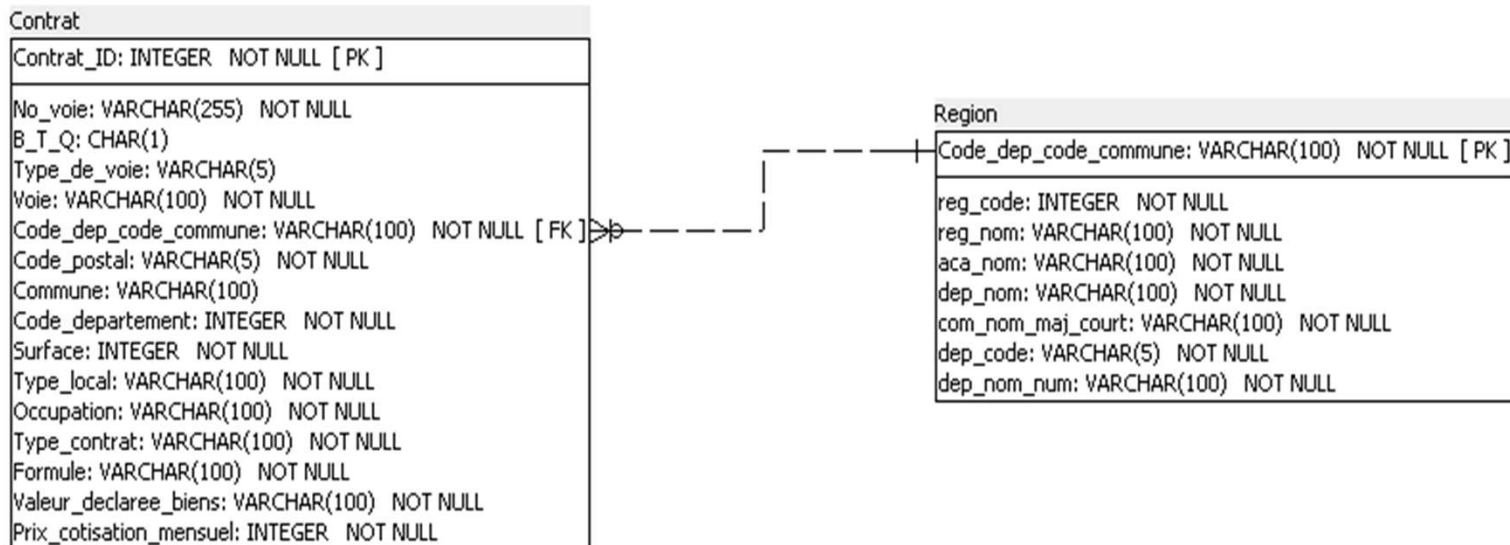 Contrat
Contrat_ID: INTEGER NOT NULL [ PK ]
No_voie: VARCHAR(255) NOT NULL
B_T_Q: CHAR(1)
Type_de_voie: VARCHAR(5)
Voie: VARCHAR(100) NOT NULL
Code_dep_code_commune: VARCHAR(100) NOT NULL [ FK ]
Code_postal: VARCHAR(5) NOT NULL
Commune: VARCHAR(100)
Code_departement: INTEGER NOT NULL
Surface: INTEGER NOT NULL
Type_local: VARCHAR(100) NOT NULL
Occupation: VARCHAR(100) NOT NULL
Type_contrat: VARCHAR(100) NOT NULL
Formule: VARCHAR(100) NOT NULL
Valeur_declaree_biens: VARCHAR(100) NOT NULL
Prix_cotisation_mensuel: INTEGER NOT NULL
Region
Code_dep_code_commune: VARCHAR(100) NOT NULL [ PK ]
reg_code: INTEGER NOT NULL
reg_nom: VARCHAR(100) NOT NULL
aca_nom: VARCHAR(100) NOT NULL
dep_nom: VARCHAR(100) NOT NULL
com_nom_maj_court: VARCHAR(100) NOT NULL
dep_code: VARCHAR(5) NOT NULL
dep_nom_num: VARCHAR(100) NOT NULL